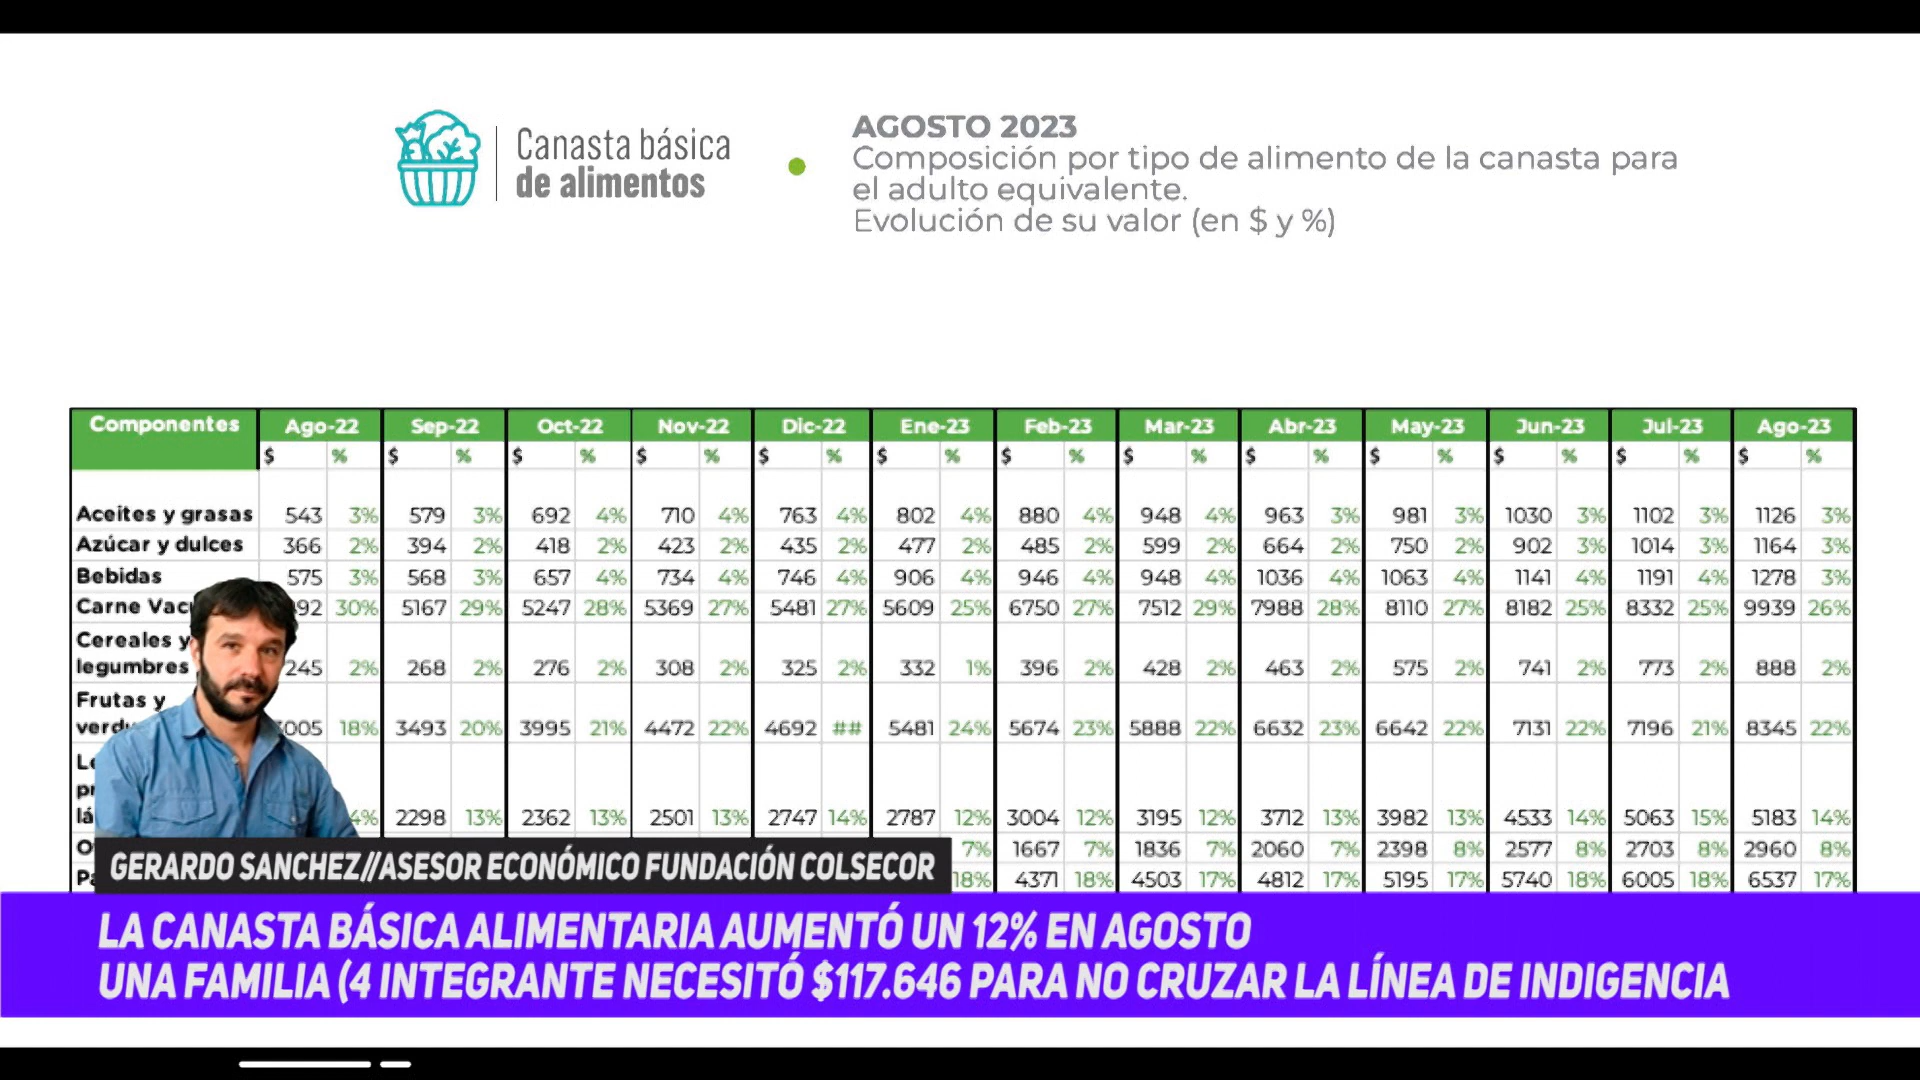 Canasta básica
de alimentos
AGOSTO 2023
Composición por tipo de alimento de la canasta para
el adulto equivalente.
Evolución de su valor (en $ y %)
Componentes Ago-22 Sep-22 Oct-22 Nov-22 Dic-22 Ene-23 Feb-23 Mar-23 Abr-23 May-23 Jun-23 Jul-23 Ago-23
$ % $ % $ % $ % $ % $ % $ % $ % $ % $ % $ % $ % $ %
Aceites y grasas 543 3% 579 3% 692 4% 710 4% 763 4% 802 4% 880 4% 948 4% 963 3% 981 3% 1030 3% 1102 3% 1126 3%
Azúcar y dulces 366 2% 394 2% 418 2% 423 2% 435 2% 477 2% 485 2% 599 2% 664 2% 750 2% 902 3% 1014 3% 1164 3%
Bebidas 575 3% 568 3% 657 4% 734 4% 746 4% 906 4% 946 4% 948 4% 1036 4% 1063 4% 1141 4% 1191 4% 1278 3%
Carne 92 30% 5167 29% 5247 28% 5369 27% 5481 27% 5609 25% 6750 27% 7512 29% 7988 28% 8110 27% 8182 25% 8332 25% 9939 26%
Cereales y
legumbres 245 2% 268 2% 276 2% 308 2% 325 2% 332 1% 396 2% 428 2% 463 2% 575 2% 741 2% 773 2% 888 2%
Frutas y
005 18% 3493 20% 3995 21% 4472 22% 4692 ## 5481 24% 5674 23% 5888 22% 6632 23% 6642 22% 7131 22% 7196 21% 8345 22%
lá 4% 2298 13% 2362 13% 2501 13% 2747 14% 2787 12% 3004 12% 3195 12% 3712 13% 3982 13% 4533 14% 5063 15% 5183 14%
7% 1667 7% 1836 7% 2060 7% 2398 8% 2577 8% 2703 8% 2960 8%
18% 4371 18% 4503 17% 4812 17% 5195 17% 5740 18% 6005 18% 6537 17%
GERARDO SANCHEZ//ASESOR ECONÓMICO FUNDACIÓN COLSECOR
LA CANASTA BÁSICA ALIMENTARIA AUMENTÓ UN 12% EN AGOSTO
UNA FAMILIA (4 INTEGRANTE NECESITÓ $117.646 PARA NO CRUZAR LA LÍNEA DE INDIGENCIA